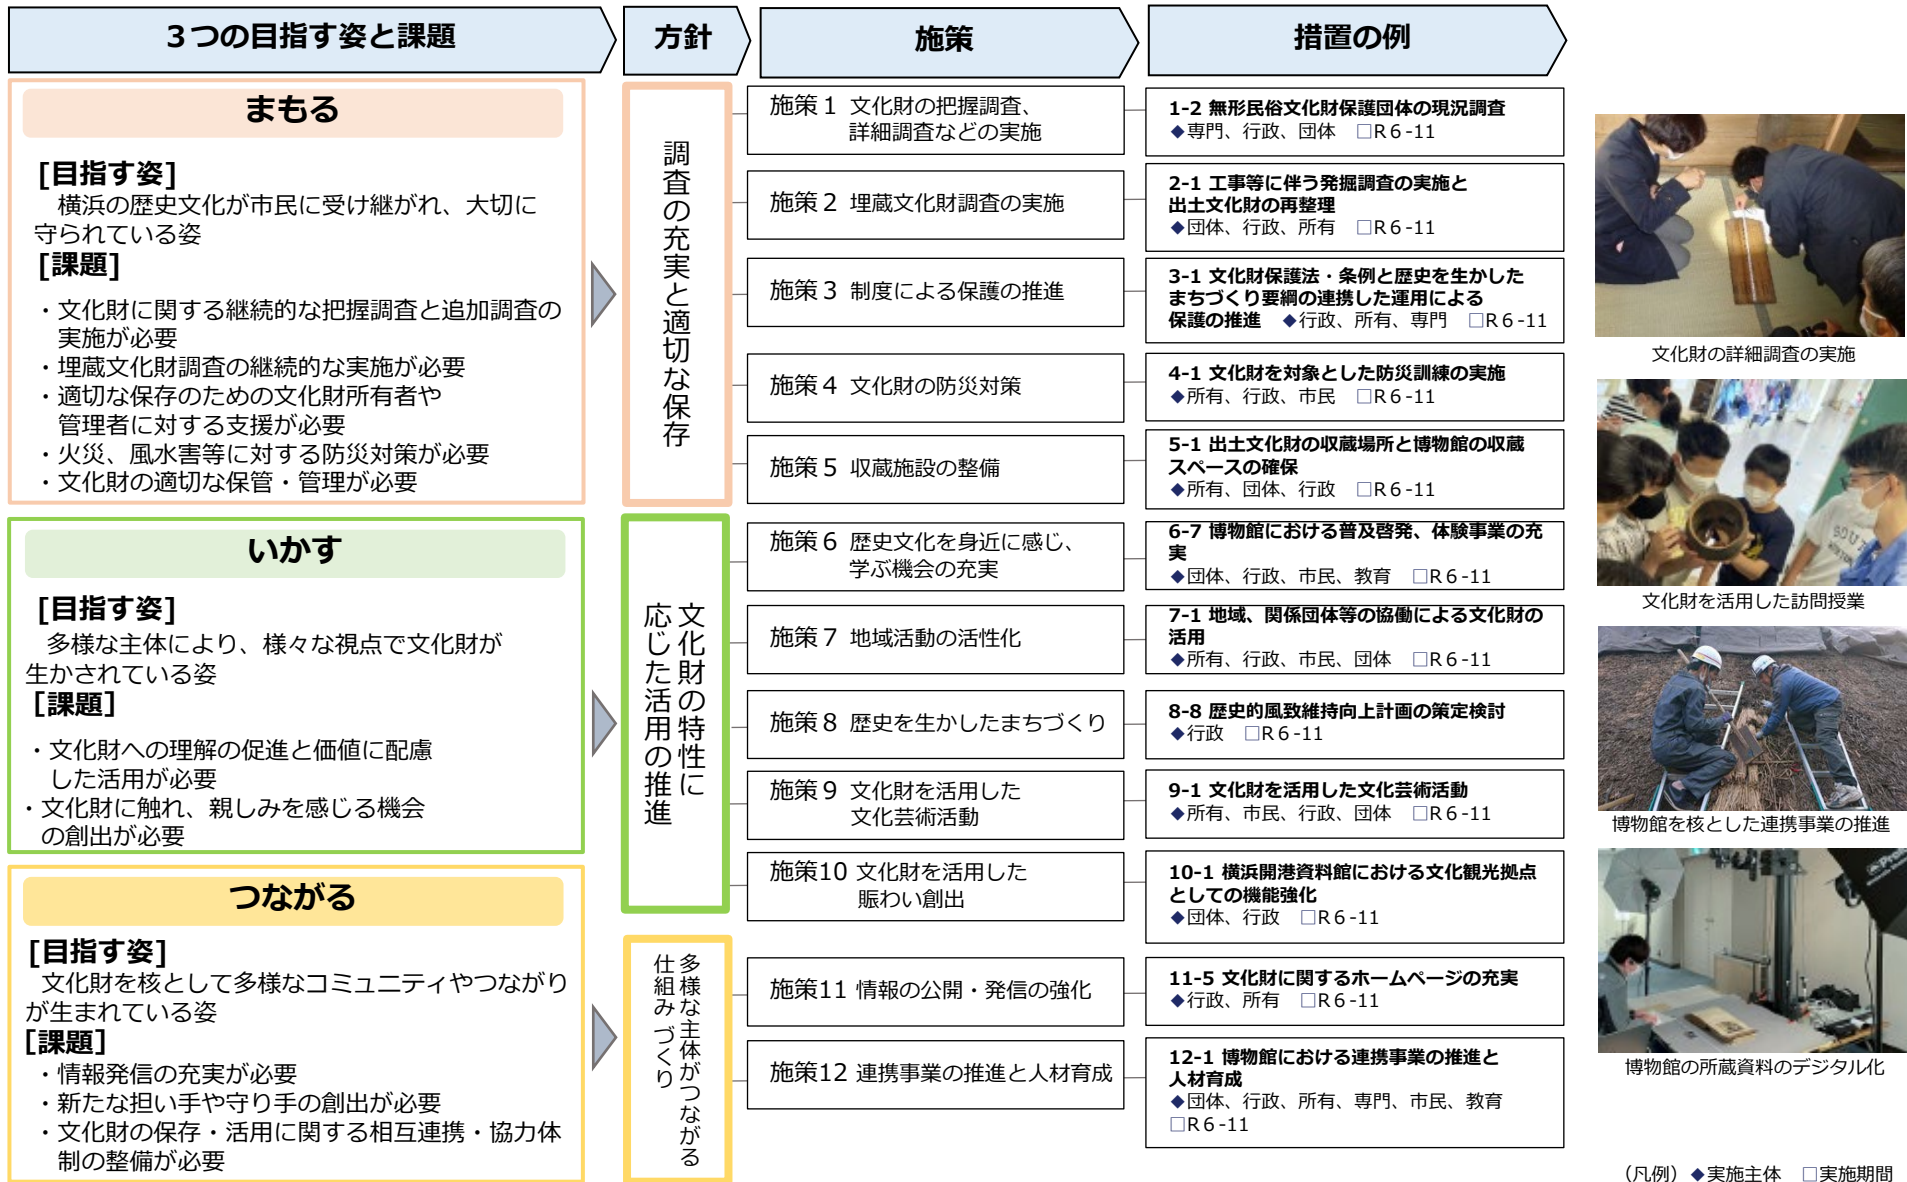 ３つの目指す姿と課題
方針
施策
措置の例
まもる
[目指す姿]
横浜の歴史文化が市民に受け継がれ、大切に
守られている姿
[課題]
・文化財に関する継続的な把握調査と追加調査の
実施が必要
・埋蔵文化財調査の継続的な実施が必要
・適切な保存のための文化財所有者や
管理者に対する支援が必要
・火災、風水害等に対する防災対策が必要
・文化財の適切な保管・管理が必要
調査の充実と適切な保存
施策１ 文化財の把握調査、
詳細調査などの実施
1-2 無形民俗文化財保護団体の現況調査
◆専門、行政、団体　□R６-11
施策２ 埋蔵文化財調査の実施
2-1 工事等に伴う発掘調査の実施と
出土文化財の再整理
◆団体、行政、所有　□R６-11
施策３ 制度による保護の推進
3-1 文化財保護法・条例と歴史を生かした
まちづくり要綱の連携した運用による
保護の推進　◆行政、所有、専門　□R６-11
施策４ 文化財の防災対策
4-1 文化財を対象とした防災訓練の実施
◆所有、行政、市民　□R６-11
施策５ 収蔵施設の整備
5-1 出土文化財の収蔵場所と博物館の収蔵
スペースの確保
◆所有、団体、行政　□R６-11
いかす
[目指す姿]
多様な主体により、様々な視点で文化財が
生かされている姿
[課題]
・文化財への理解の促進と価値に配慮
した活用が必要
・文化財に触れ、親しみを感じる機会
の創出が必要
文化財の特性に
応じた活用の推進
施策６ 歴史文化を身近に感じ、
学ぶ機会の充実
6-7 博物館における普及啓発、体験事業の充
実
◆団体、行政、市民、教育　□R６-11
施策７ 地域活動の活性化
7-1 地域、関係団体等の協働による文化財の
活用
◆所有、行政、市民、団体　□R６-11
施策８ 歴史を生かしたまちづくり
8-8 歴史的風致維持向上計画の策定検討
◆行政　□R６-11
施策９ 文化財を活用した
文化芸術活動
9-1 文化財を活用した文化芸術活動
◆所有、市民、行政、団体　□R６-11
施策10 文化財を活用した
賑わい創出
10-1 横浜開港資料館における文化観光拠点
としての機能強化
◆団体、行政　□R６-11
つながる
[目指す姿]
文化財を核として多様なコミュニティやつながり
が生まれている姿
[課題]
・情報発信の充実が必要
・新たな担い手や守り手の創出が必要
・文化財の保存・活用に関する相互連携・協力体
制の整備が必要
多様な主体がつながる
仕組みづくり
施策11 情報の公開・発信の強化
11-5 文化財に関するホームページの充実
◆行政、所有　□R６-11
施策12 連携事業の推進と人材育成
12-1 博物館における連携事業の推進と
人材育成
◆団体、行政、所有、専門、市民、教育
□R６-11
文化財の詳細調査の実施
文化財を活用した訪問授業
博物館を核とした連携事業の推進
博物館の所蔵資料のデジタル化
（凡例）◆実施主体　□実施期間